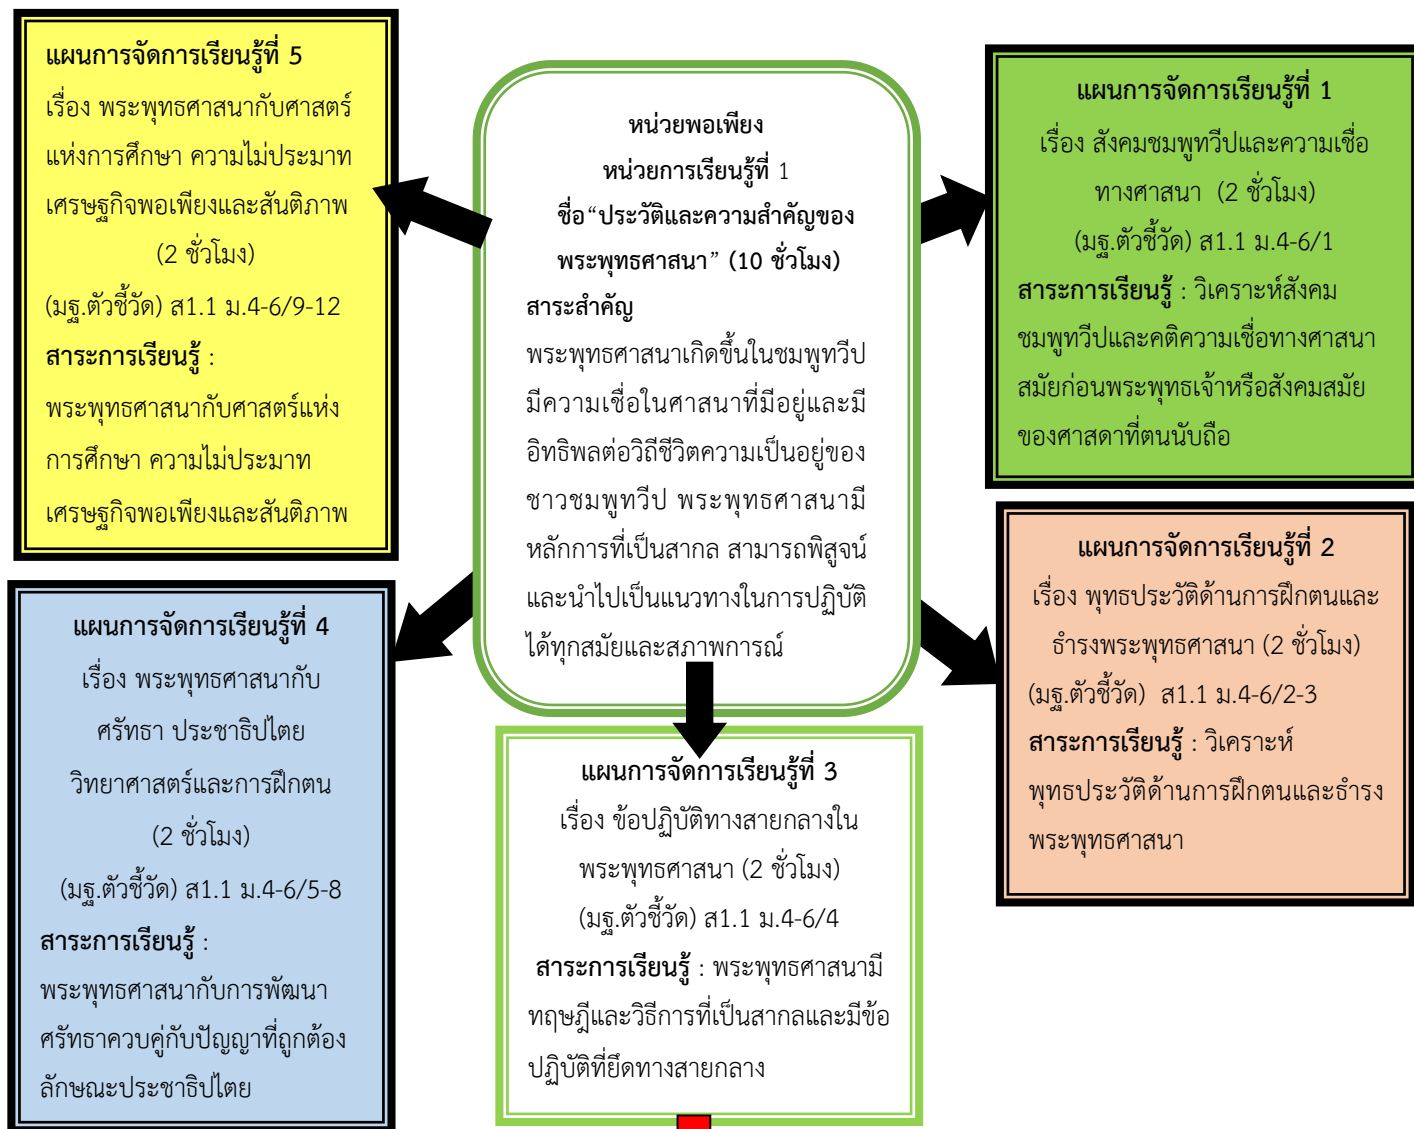 หน่วยพอเพียง
หน่วยการเรียนรู้ที่ 1
ชื่อ“ประวัติและความสำคัญของ
พระพุทธศาสนา” (10 ชั่วโมง)
สาระสำคัญ
พระพุทธศาสนาเกิดขึ้นในชมพูทวีป
มีความเชื่อในศาสนาที่มีอยู่และมี
อิทธิพลต่อวิถีชีวิตความเป็นอยู่ของ
ชาวชมพูทวีป พระพุทธศาสนามี
หลักการที่เป็นสากล สามารถพิสูจน์
และนำไปเป็นแนวทางในการปฏิบัติ
ได้ทุกสมัยและสภาพการณ์
แผนการจัดการเรียนรู้ที่ 1
เรื่อง สังคมชมพูทวีปและความเชื่อ
ทางศาสนา (2 ชั่วโมง)
(มฐ.ตัวชี้วัด) ส1.1 ม.4-6/1
สาระการเรียนรู้ : วิเคราะห์สังคม
ชมพูทวีปและคติความเชื่อทางศาสนา
สมัยก่อนพระพุทธเจ้าหรือสังคมสมัย
ของศาสดาที่ตนนับถือ
แผนการจัดการเรียนรู้ที่ 2
เรื่อง พุทธประวัติด้านการฝึกตนและ
ธำรงพระพุทธศาสนา (2 ชั่วโมง)
(มฐ.ตัวชี้วัด) ส1.1 ม.4-6/2-3
สาระการเรียนรู้ : วิเคราะห์
พุทธประวัติด้านการฝึกตนและธำรง
พระพุทธศาสนา
แผนการจัดการเรียนรู้ที่ 3
เรื่อง ข้อปฏิบัติทางสายกลางใน
พระพุทธศาสนา (2 ชั่วโมง)
(มฐ.ตัวชี้วัด) ส1.1 ม.4-6/4
สาระการเรียนรู้ : พระพุทธศาสนามี
ทฤษฎีและวิธีการที่เป็นสากลและมีข้อ
ปฏิบัติที่ยึดทางสายกลาง
แผนการจัดการเรียนรู้ที่ 4
เรื่อง พระพุทธศาสนากับ
ศรัทธา ประชาธิปไตย
วิทยาศาสตร์และการฝึกตน
(2 ชั่วโมง)
(มฐ.ตัวชี้วัด) ส1.1 ม.4-6/5-8
สาระการเรียนรู้ :
พระพุทธศาสนากับการพัฒนา
ศรัทธาควบคู่กับปัญญาที่ถูกต้อง
ลักษณะประชาธิปไตย
แผนการจัดการเรียนรู้ที่ 5
เรื่อง พระพุทธศาสนากับศาสตร์
แห่งการศึกษา ความไม่ประมาท
เศรษฐกิจพอเพียงและสันติภาพ
(2 ชั่วโมง)
(มฐ.ตัวชี้วัด) ส1.1 ม.4-6/9-12
สาระการเรียนรู้ :
พระพุทธศาสนากับศาสตร์แห่ง
การศึกษา ความไม่ประมาท
เศรษฐกิจพอเพียงและสันติภาพ